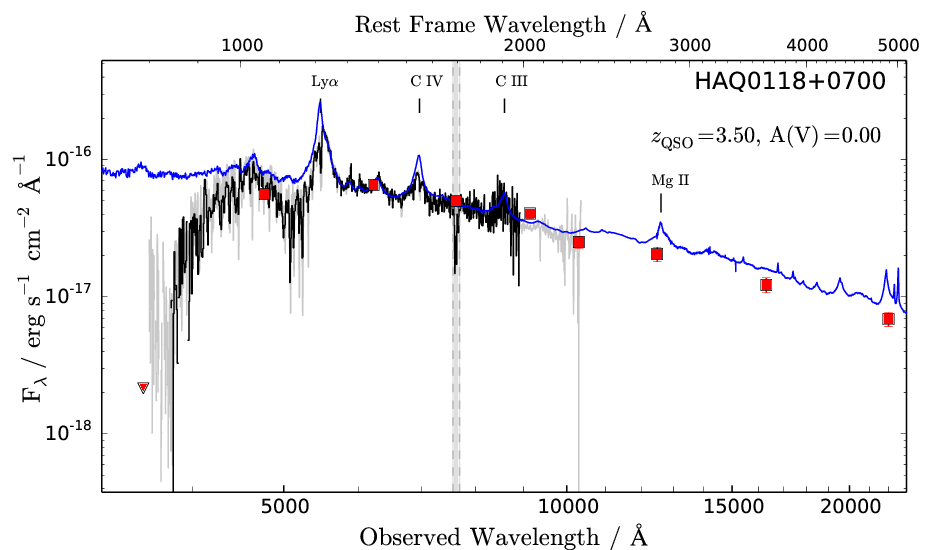 Rest Frame Wavelength / Å
1000 2000 3000 4000 5000
Lyα C IV C III HAQ0118+0700
z_QSO=3.50, A(V)=0.00
Mg II
F_λ / erg s⁻¹ cm⁻² Å⁻¹
10⁻¹⁶
10⁻¹⁷
10⁻¹⁸
5000 10000 15000 20000
Observed Wavelength / Å